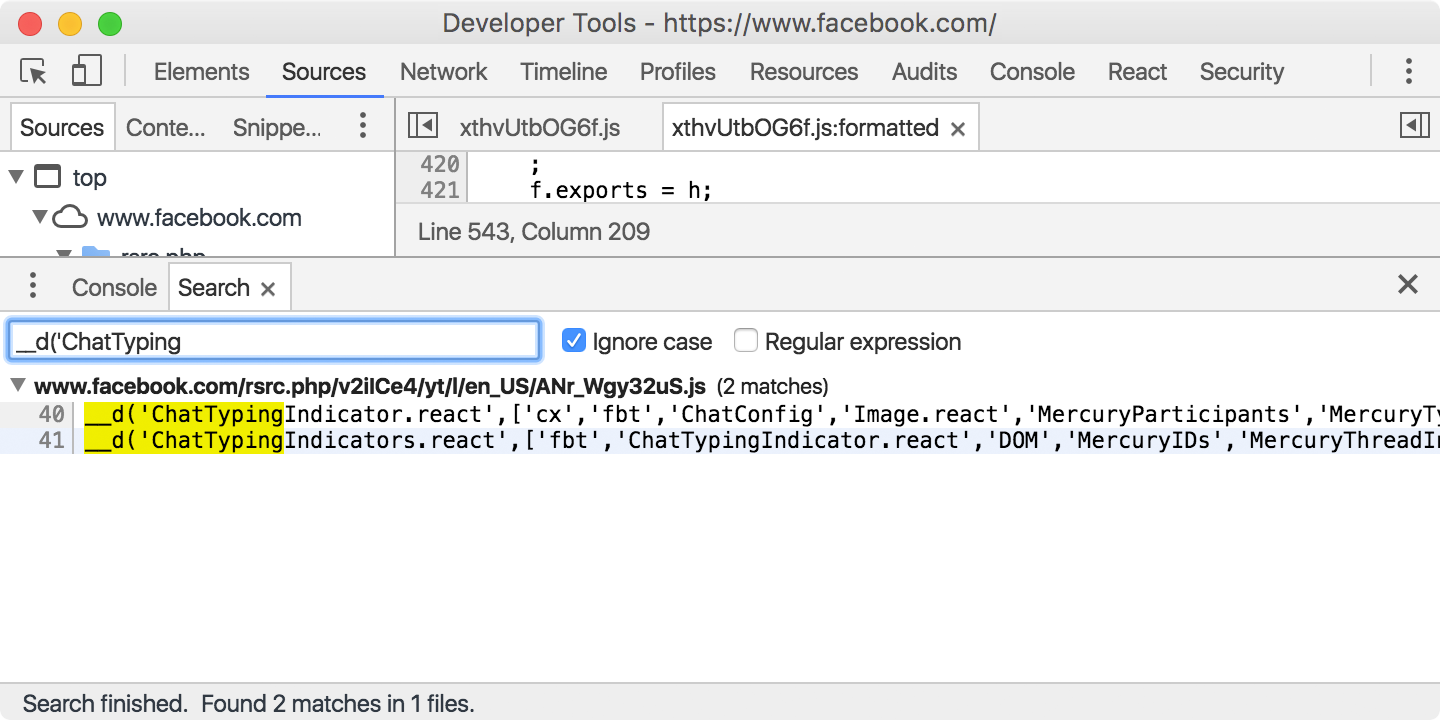 Developer Tools - https://www.facebook.com/
Elements Sources Network Timeline Profiles Resources Audits Console React Security
Sources Conte... Snippe...
xthvUtbOG6f.js xthvUtbOG6f.js:formatted
top
www.facebook.com
rsrc.php
420 ;
421 f.exports = h;
Line 543, Column 209
Console Search
__d('ChatTyping
Ignore case Regular expression
www.facebook.com/rsrc.php/v2iICe4/yt/l/en_US/ANr_Wgy32uS.js (2 matches)
40 __d('ChatTypingIndicator.react',['cx','fbt','ChatConfig','Image.react','MercuryParticipants','MercuryTy
41 __d('ChatTypingIndicators.react',['fbt','ChatTypingIndicator.react','DOM','MercuryIDs','MercuryThreadIn
Search finished. Found 2 matches in 1 files.